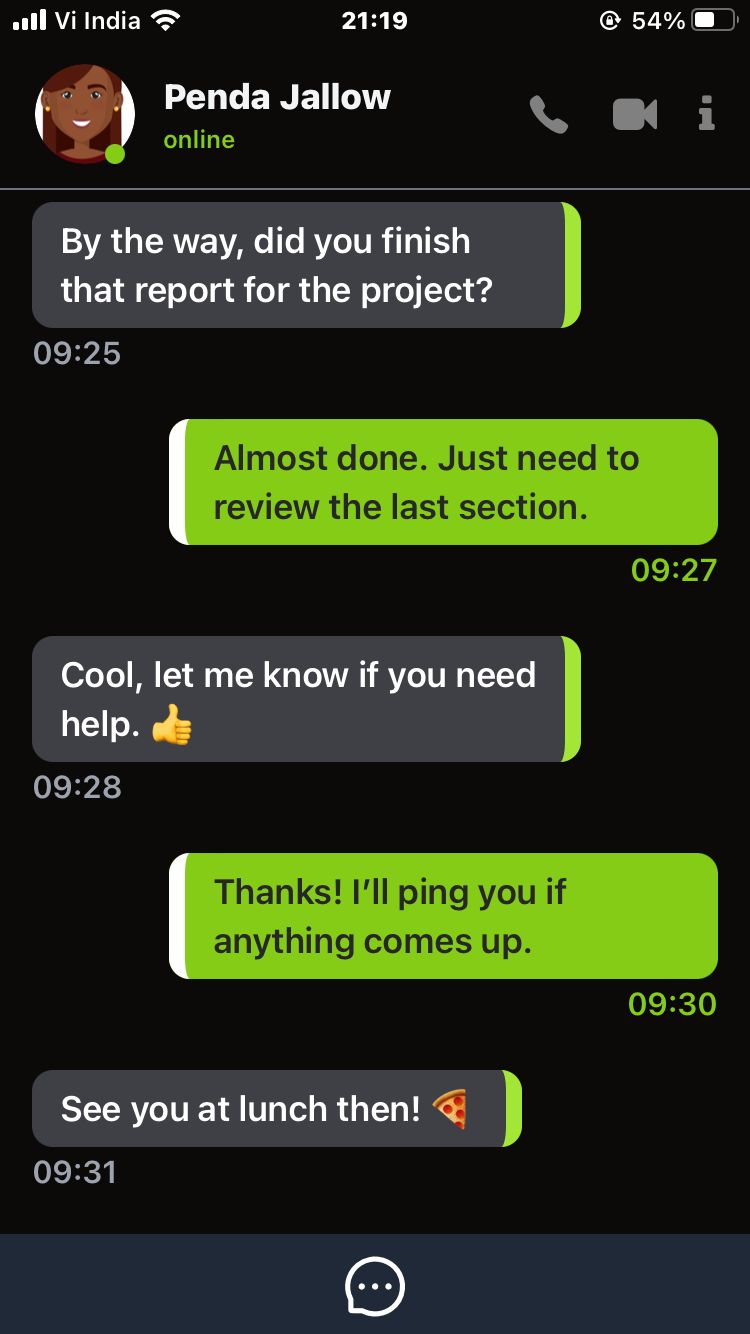 Vi India 21:19 54%
Penda Jallow
online
By the way, did you finish
that report for the project?
09:25
Almost done. Just need to
review the last section.
09:27
Cool, let me know if you need
help. 👍
09:28
Thanks! I’ll ping you if
anything comes up.
09:30
See you at lunch then! 🍕
09:31